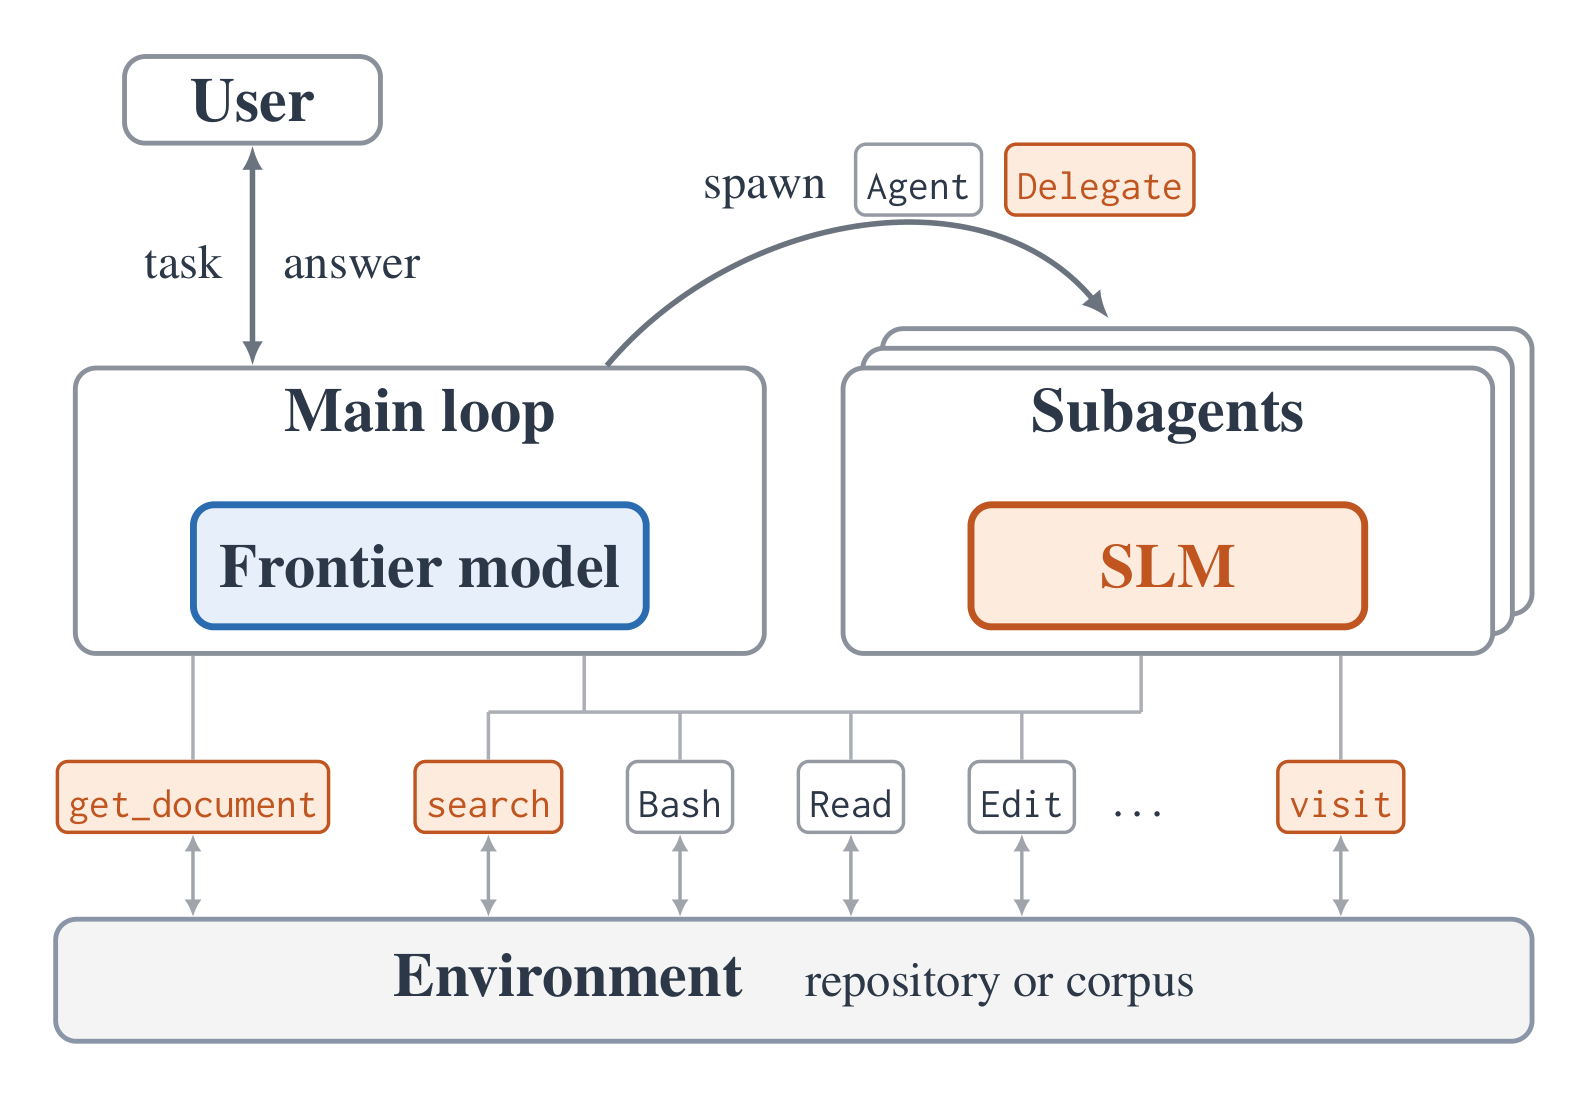 User
spawn Agent Delegate
task answer
Main loop
Subagents
Frontier model
SLM
get_document search Bash Read Edit ... visit
Environment repository or corpus